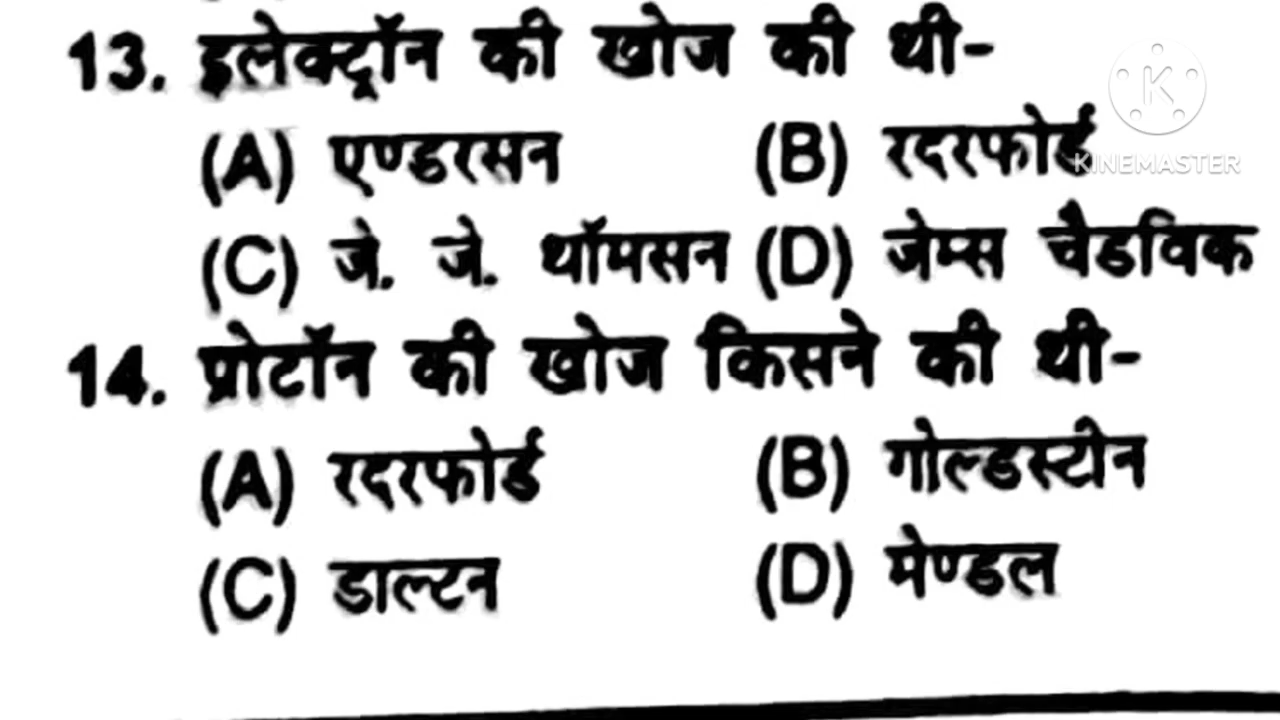 13. इलेक्ट्रॉन की खोज की थी-
(A) एण्डरसन (B) रदरफोर्ड
KINEMASTER
(C) जे. जे. थॉमसन (D) जेम्स चैडविक
14. प्रोटॉन की खोज किसने की थी-
(A) रदरफोर्ड (B) गोल्डस्टीन
(C) डाल्टन (D) मेण्डल